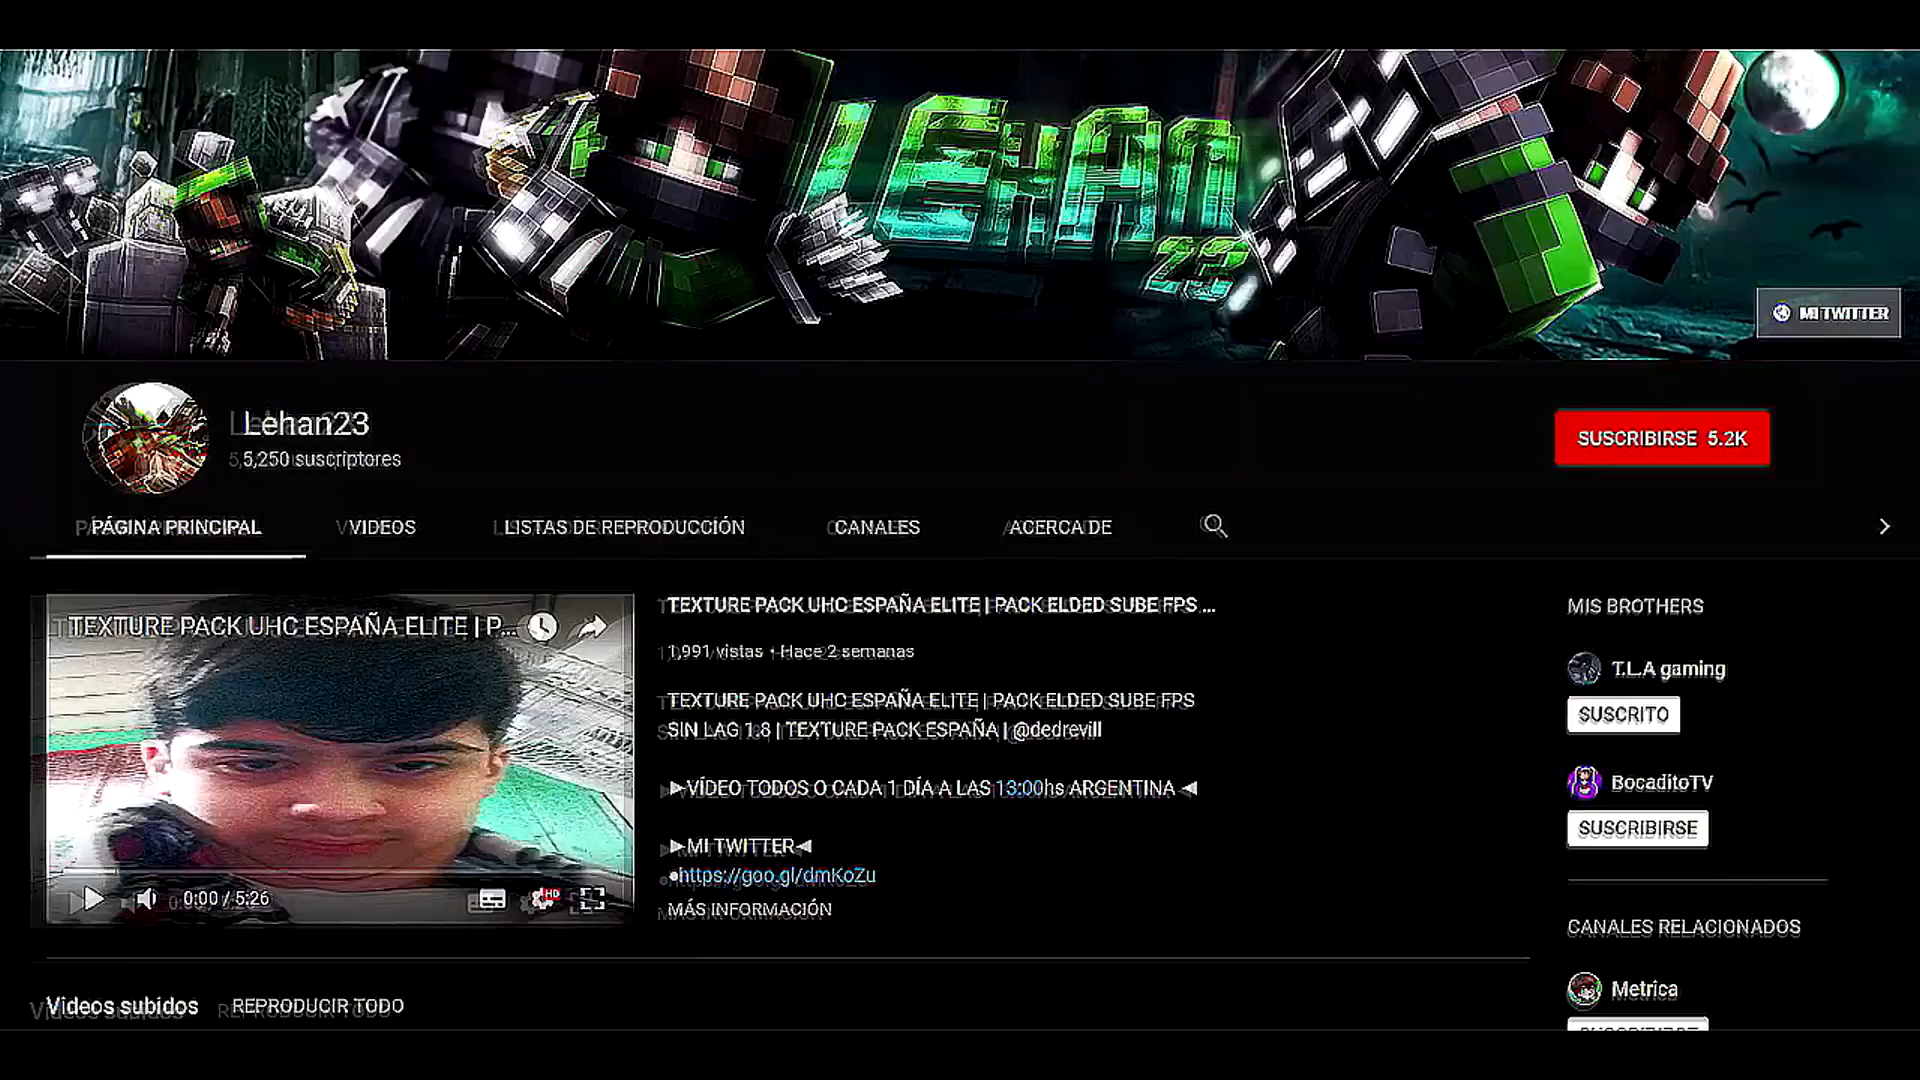 LEHAN
23
MI TWITTER
Lehan23
5,250 suscriptores
SUSCRIBIRSE 5.2K
PÁGINA PRINCIPAL
VIDEOS
LISTAS DE REPRODUCCIÓN
CANALES
ACERCA DE
TEXTURE PACK UHC ESPAÑA ELITE | P...
0:00 / 5:26
HD
TEXTURE PACK UHC ESPAÑA ELITE | PACK ELDED SUBE FPS ...
1,991 vistas • Hace 2 semanas
TEXTURE PACK UHC ESPAÑA ELITE | PACK ELDED SUBE FPS
SIN LAG 1.8 | TEXTURE PACK ESPAÑA | @dedrevill
►VÍDEO TODOS O CADA 1 DÍA A LAS 13:00hs ARGENTINA ◄
►MI TWITTER◄
●https://goo.gl/dmKoZu
MÁS INFORMACIÓN
MIS BROTHERS
T.L.A gaming
SUSCRITO
BocaditoTV
SUSCRIBIRSE
CANALES RELACIONADOS
Metrica
Videos subidos
REPRODUCIR TODO